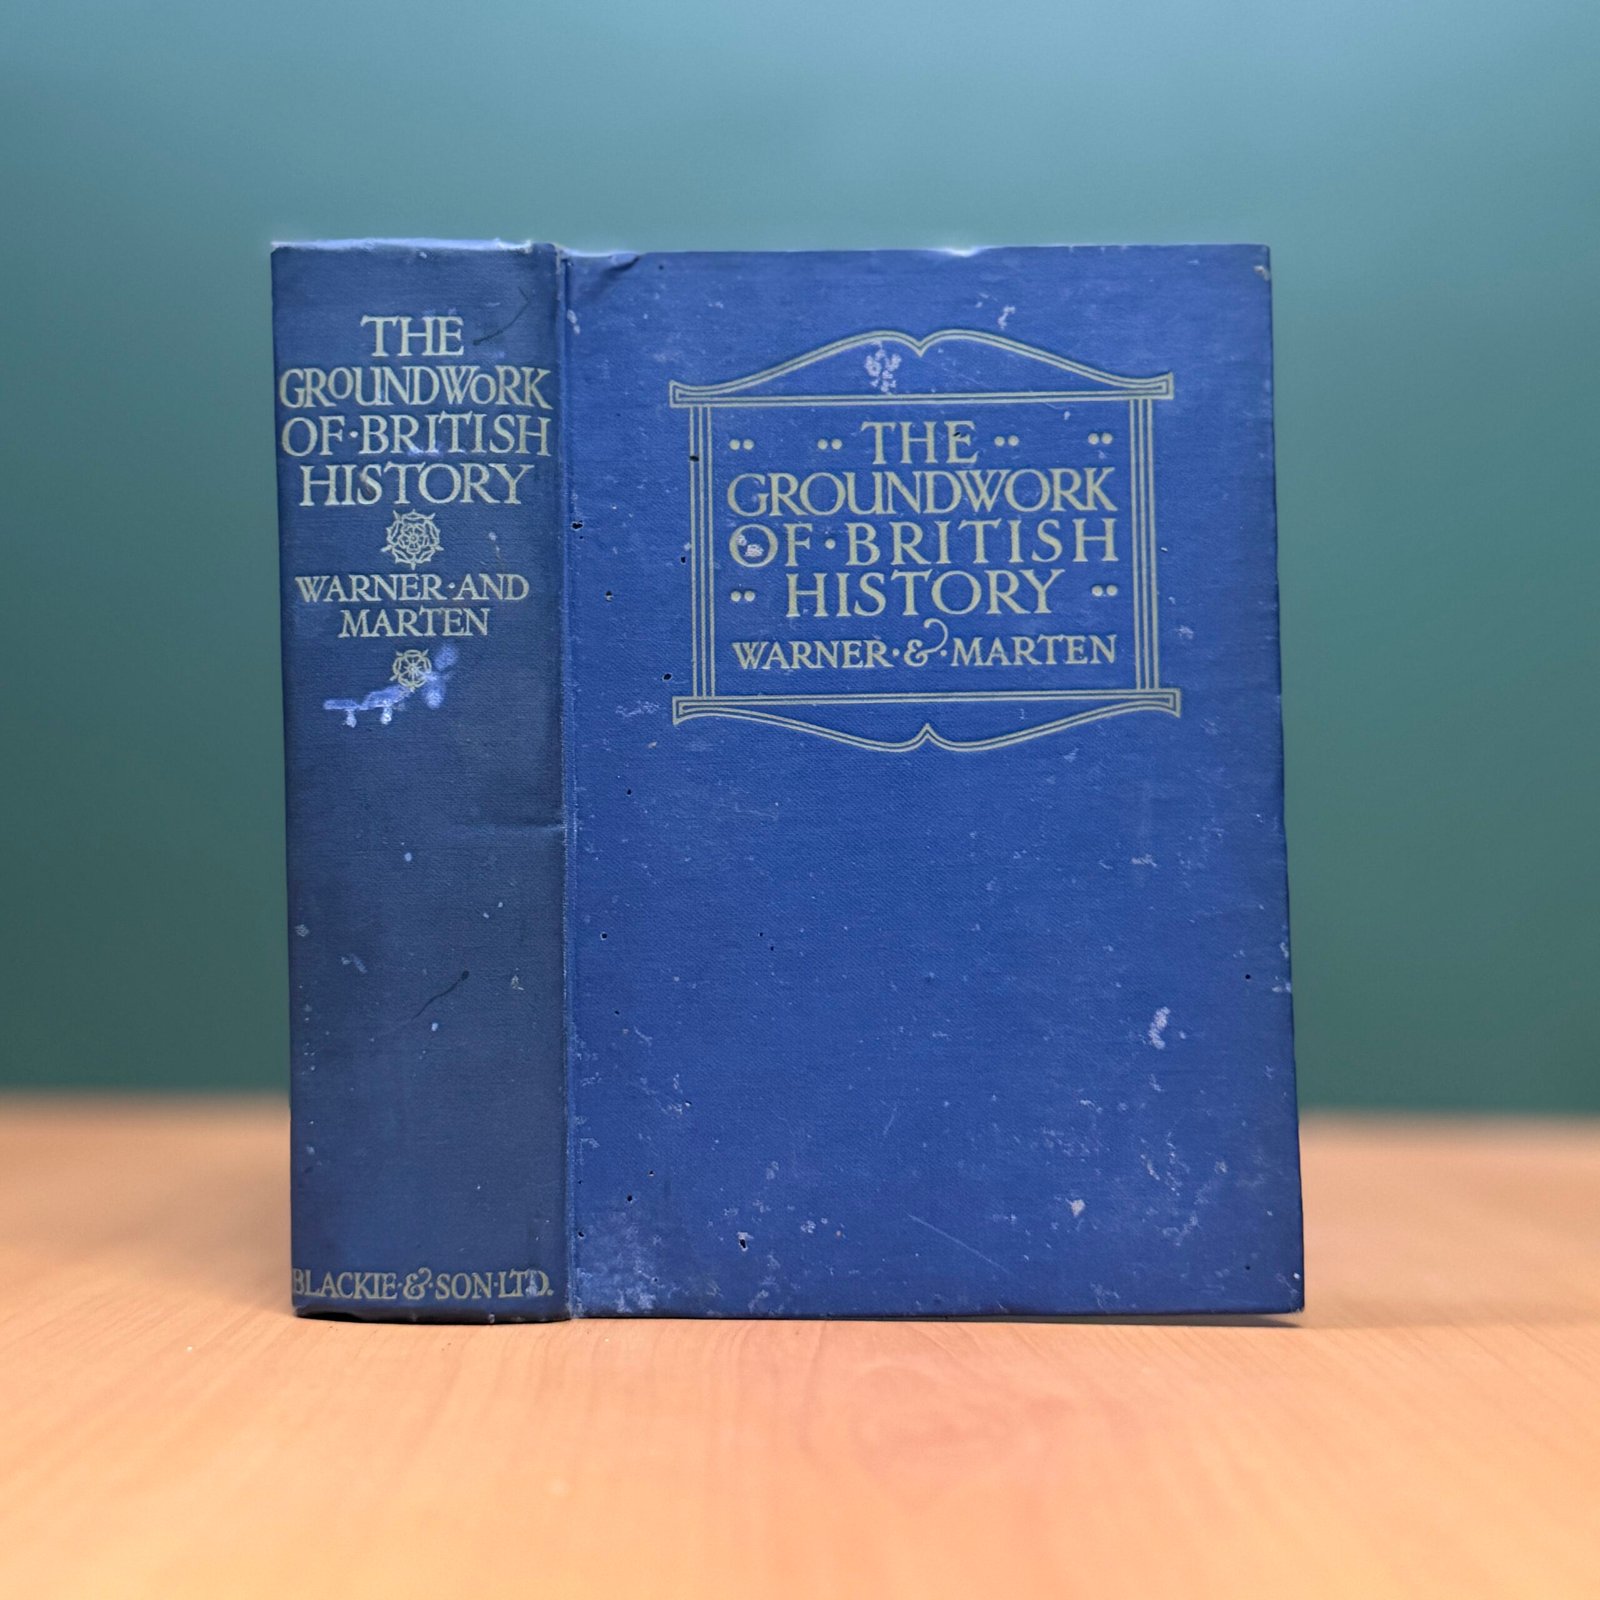 THE
GROUNDWORK
OF·BRITISH
HISTORY
WARNER·AND
MARTEN
BLACKIE·&·SON·LTD.
THE
GROUNDWORK
OF·BRITISH
HISTORY
WARNER·&·MARTEN